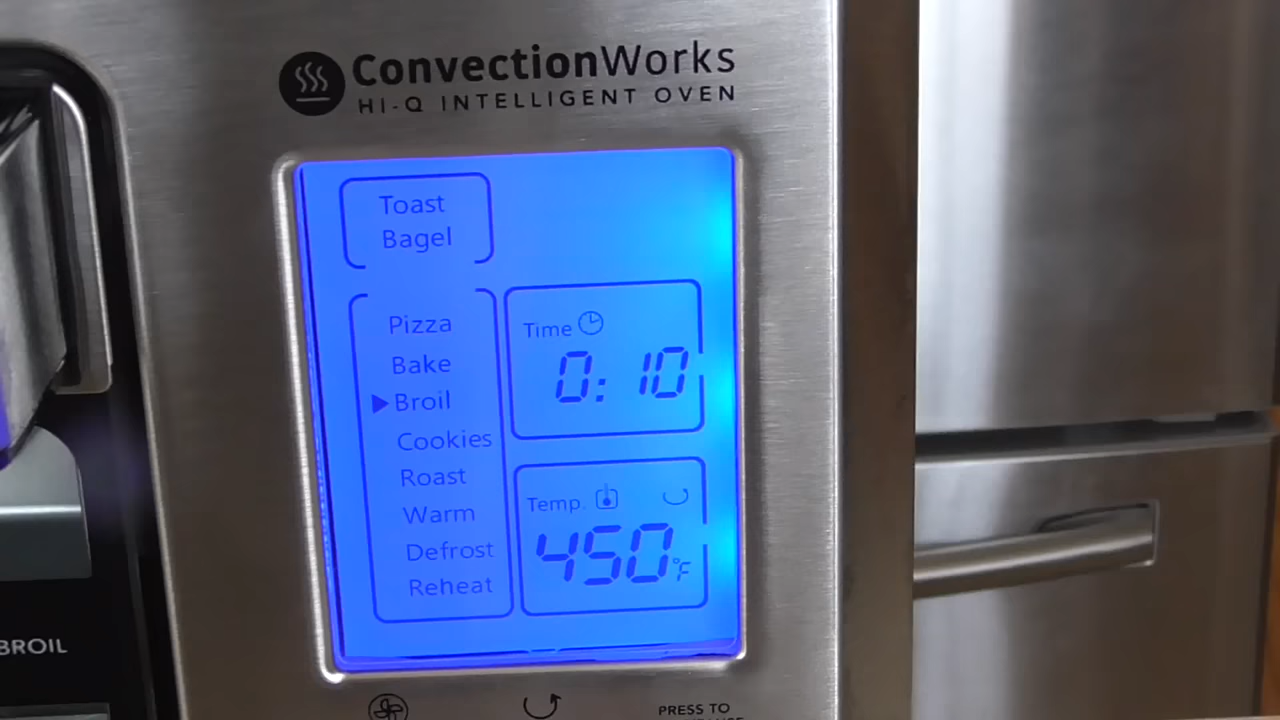 ConvectionWorks
HI-Q INTELLIGENT OVEN
Toast
Bagel
Pizza
Bake
Broil
Cookies
Roast
Warm
Defrost
Reheat
Time
0:10
Temp.
450°F
BROIL
PRESS TO